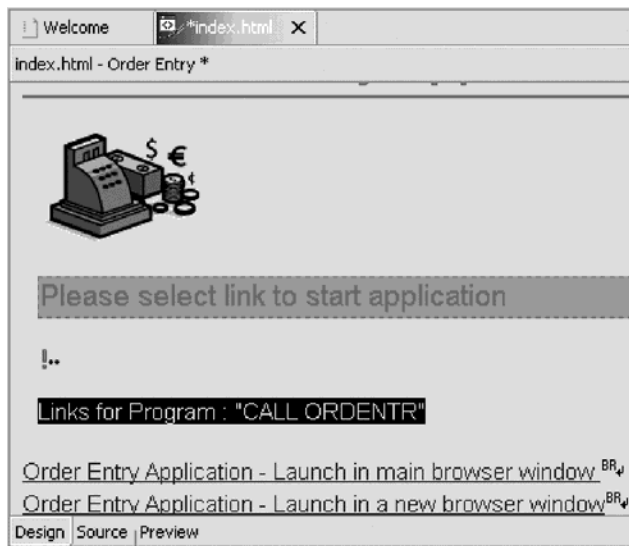 Welcome *index.html
index.html - Order Entry *
$ €
Please select link to start application
!..
Links for Program : "CALL ORDENTR"
Order Entry Application - Launch in main browser window BR
Order Entry Application - Launch in a new browser window BR
Design Source Preview